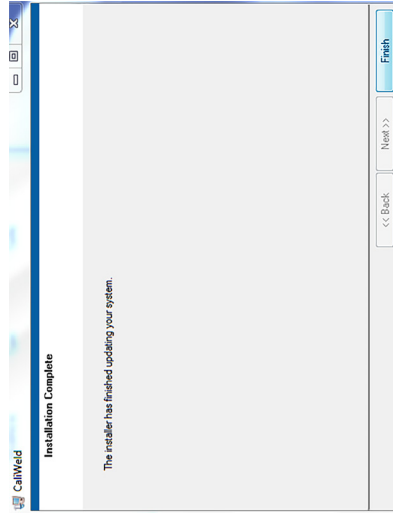 CaliWeld
Installation Complete
The installer has finished updating your system.
<< Back
Next >>
Finish